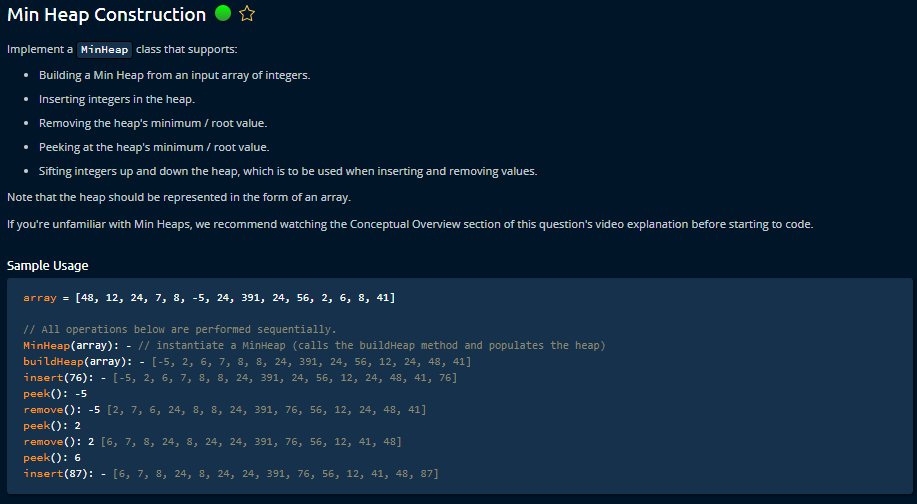 Min Heap Construction
Implement a MinHeap class that supports:
• Building a Min Heap from an input array of integers.
• Inserting integers in the heap.
• Removing the heap's minimum / root value.
• Peeking at the heap's minimum / root value.
• Sifting integers up and down the heap, which is to be used when inserting and removing values.
Note that the heap should be represented in the form of an array.
If you're unfamiliar with Min Heaps, we recommend watching the Conceptual Overview section of this question's video explanation before starting to code.
Sample Usage
array = [48, 12, 24, 7, 8, -5, 24, 391, 24, 56, 2, 6, 8, 41]
// All operations below are performed sequentially.
MinHeap(array): - // instantiate a MinHeap (calls the buildHeap method and populates the heap)
buildHeap(array): - [-5, 2, 6, 7, 8, 8, 24, 391, 24, 56, 12, 24, 48, 41]
insert(76): - [-5, 2, 6, 7, 8, 8, 24, 391, 24, 56, 12, 24, 48, 41, 76]
peek(): -5
remove(): -5 [2, 7, 6, 24, 8, 8, 24, 391, 76, 56, 12, 24, 48, 41]
peek(): 2
remove(): 2 [6, 7, 8, 24, 8, 24, 24, 391, 76, 56, 12, 41, 48]
peek(): 6
insert(87): - [6, 7, 8, 24, 8, 24, 24, 391, 76, 56, 12, 41, 48, 87]